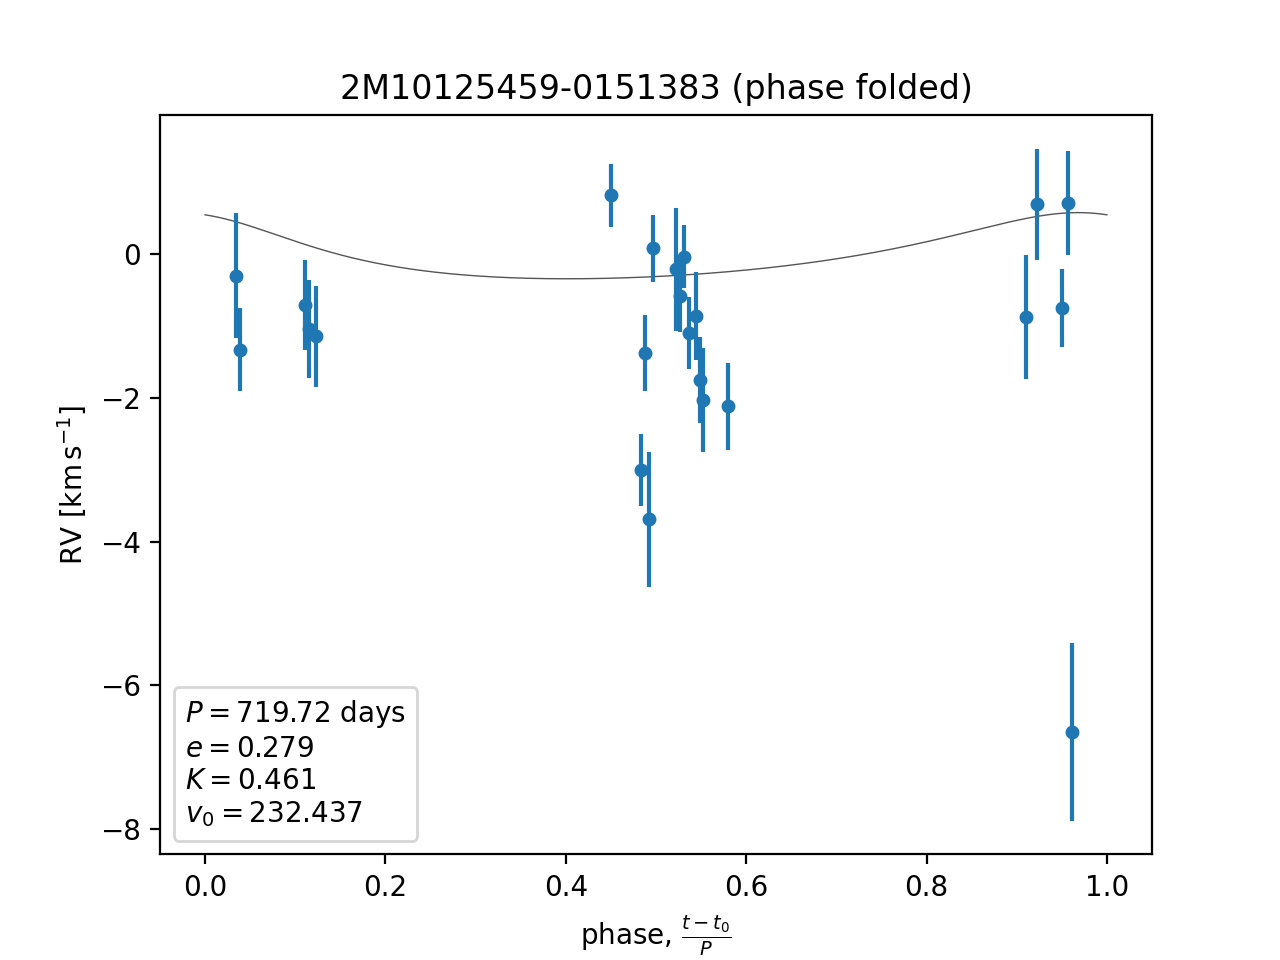 2M10125459-0151383 (phase folded)
RV [km s⁻¹]
0
−2
−4
−6
−8
P = 719.72 days
e = 0.279
K = 0.461
v₀ = 232.437
0.0 0.2 0.4 0.6 0.8 1.0
phase, (t − t₀)/P